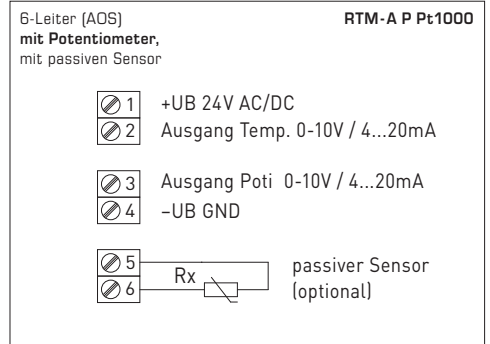 6-Leiter (AOS)
RTM-A P Pt1000
mit Potentiometer,
mit passiven Sensor
1 +UB 24V AC/DC
2 Ausgang Temp. 0-10V / 4...20mA
3 Ausgang Poti 0-10V / 4...20mA
4 –UB GND
5
6
Rx
passiver Sensor
(optional)